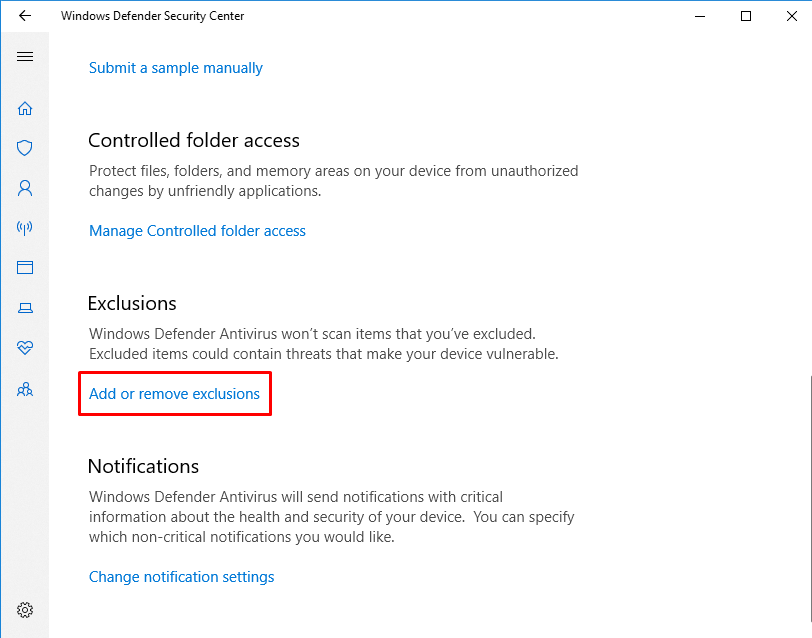 Windows Defender Security Center
Submit a sample manually
Controlled folder access
Protect files, folders, and memory areas on your device from unauthorized
changes by unfriendly applications.
Manage Controlled folder access
Exclusions
Windows Defender Antivirus won’t scan items that you’ve excluded.
Excluded items could contain threats that make your device vulnerable.
Add or remove exclusions
Notifications
Windows Defender Antivirus will send notifications with critical
information about the health and security of your device.  You can specify
which non-critical notifications you would like.
Change notification settings